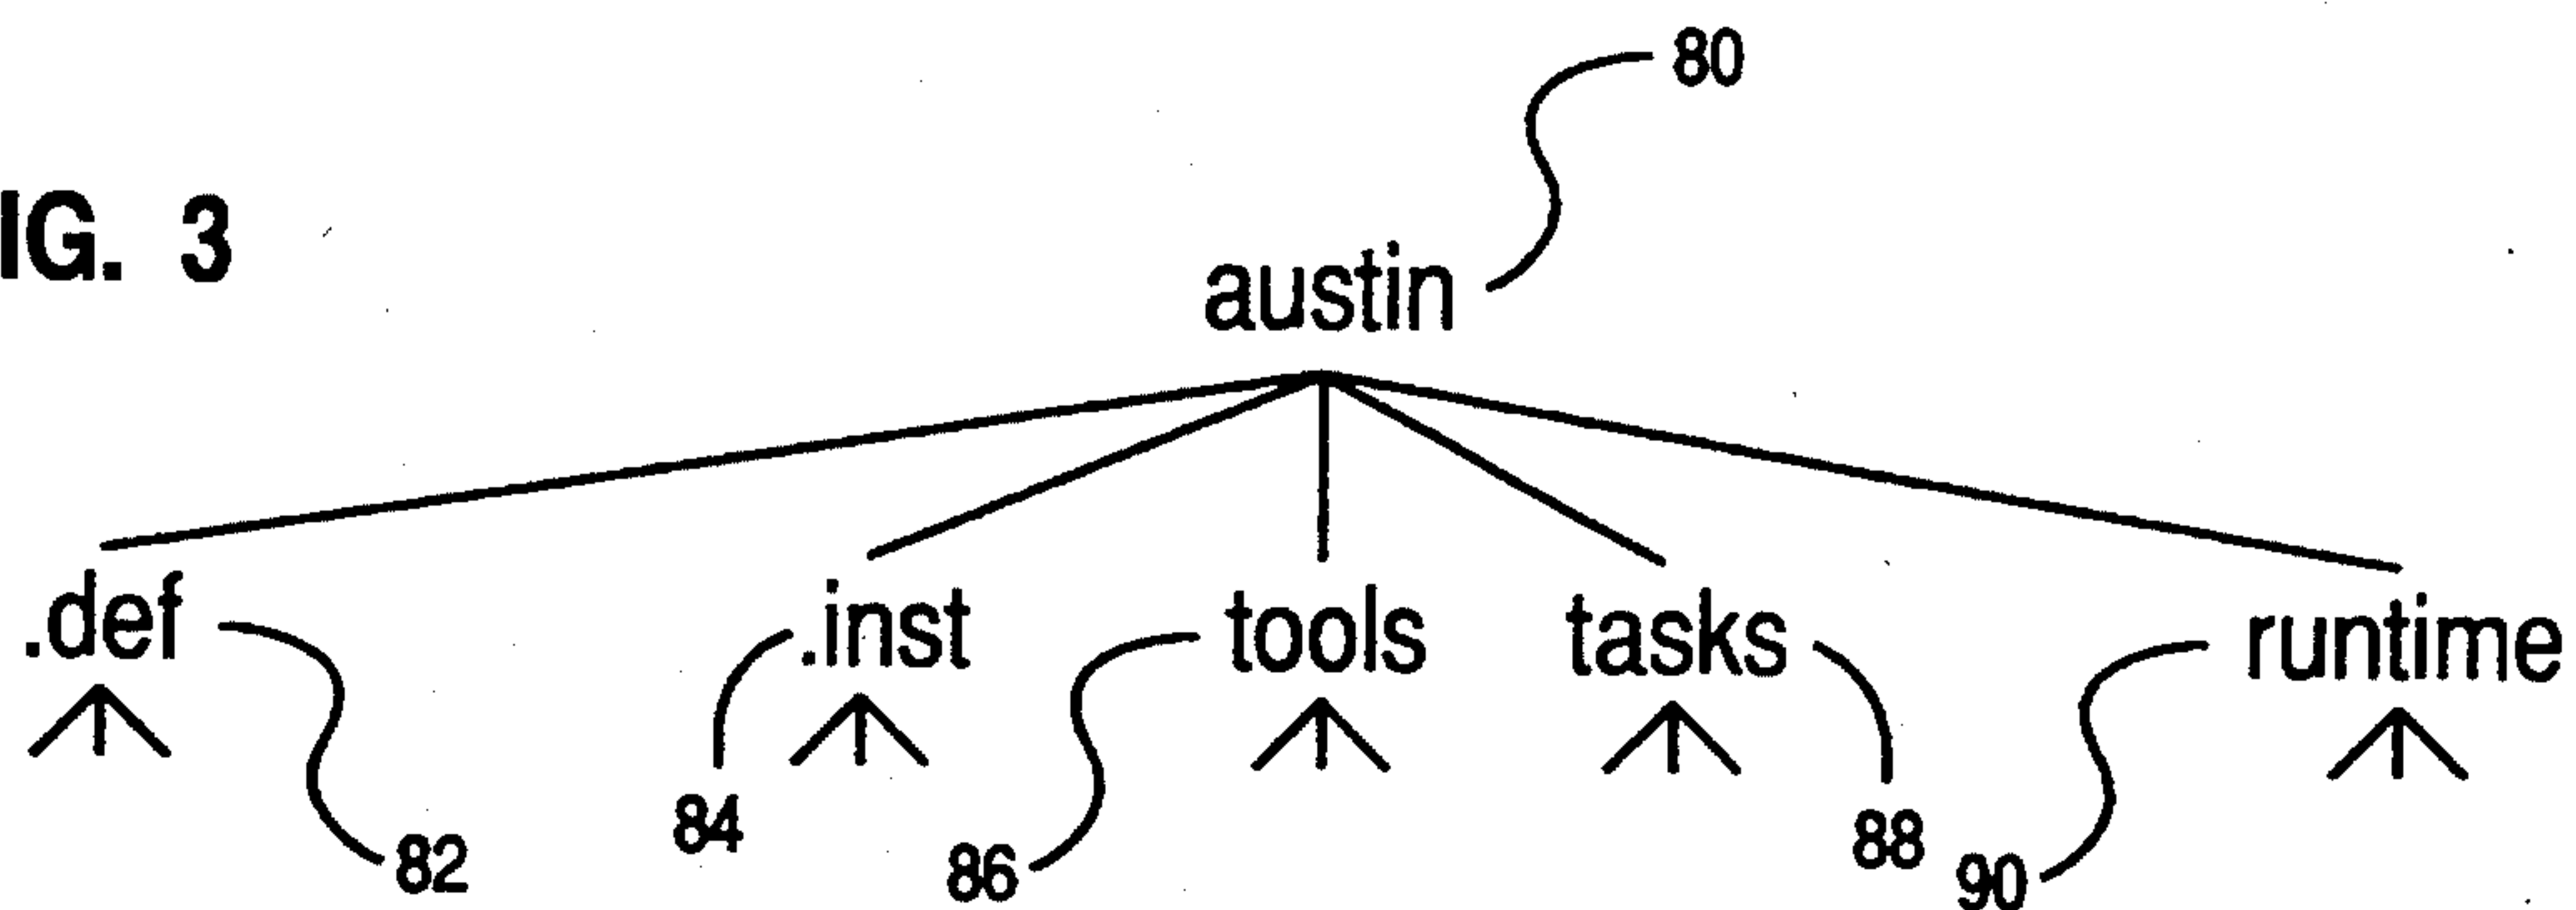 80
IG. 3
austin
.def .inst tools tasks runtime
84 88
82 86 90